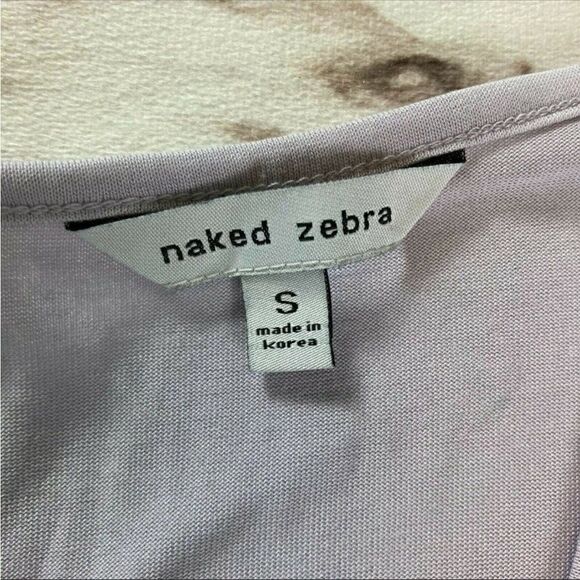 naked zebra
S
made in
korea